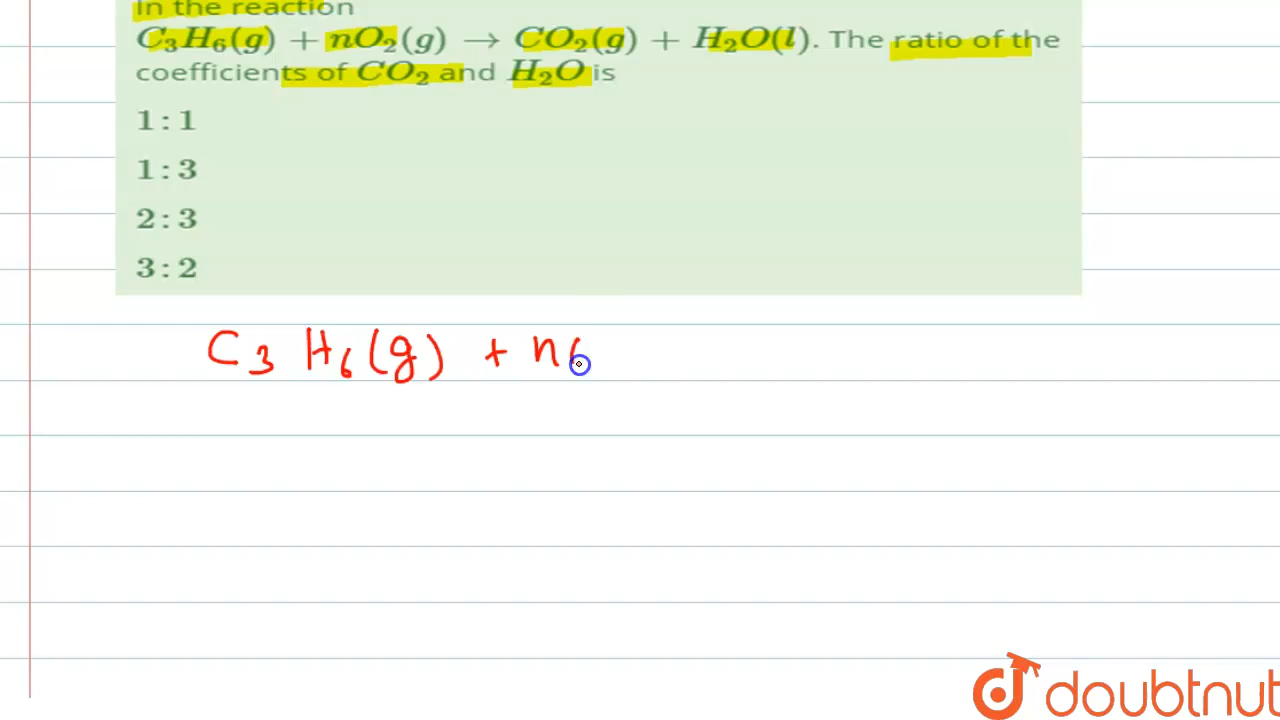 In the reaction
C₃H₆(g) + nO₂(g) → CO₂(g) + H₂O(l). The ratio of the
coefficients of CO₂ and H₂O is
1 : 1
1 : 3
2 : 3
3 : 2
C₃ H₆(g) + n
doubtnut